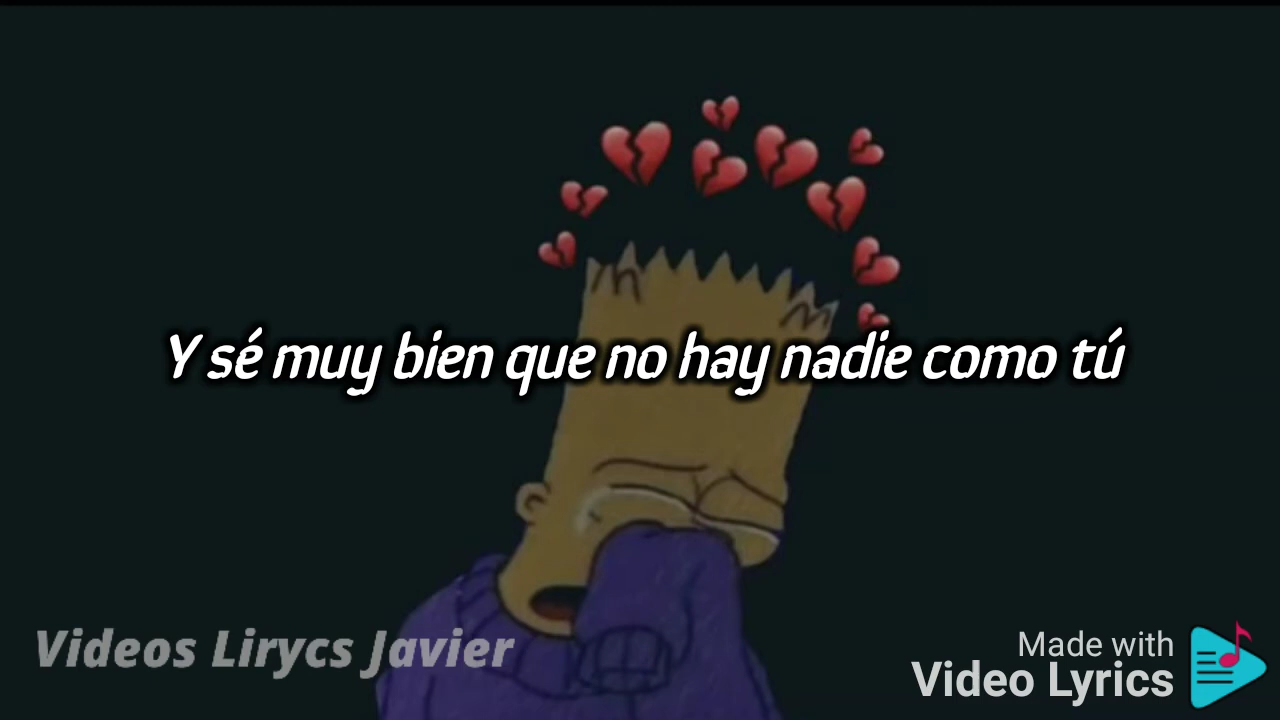 Y sé muy bien que no hay nadie como tú
Videos Lirycs Javier
Made with
Video Lyrics